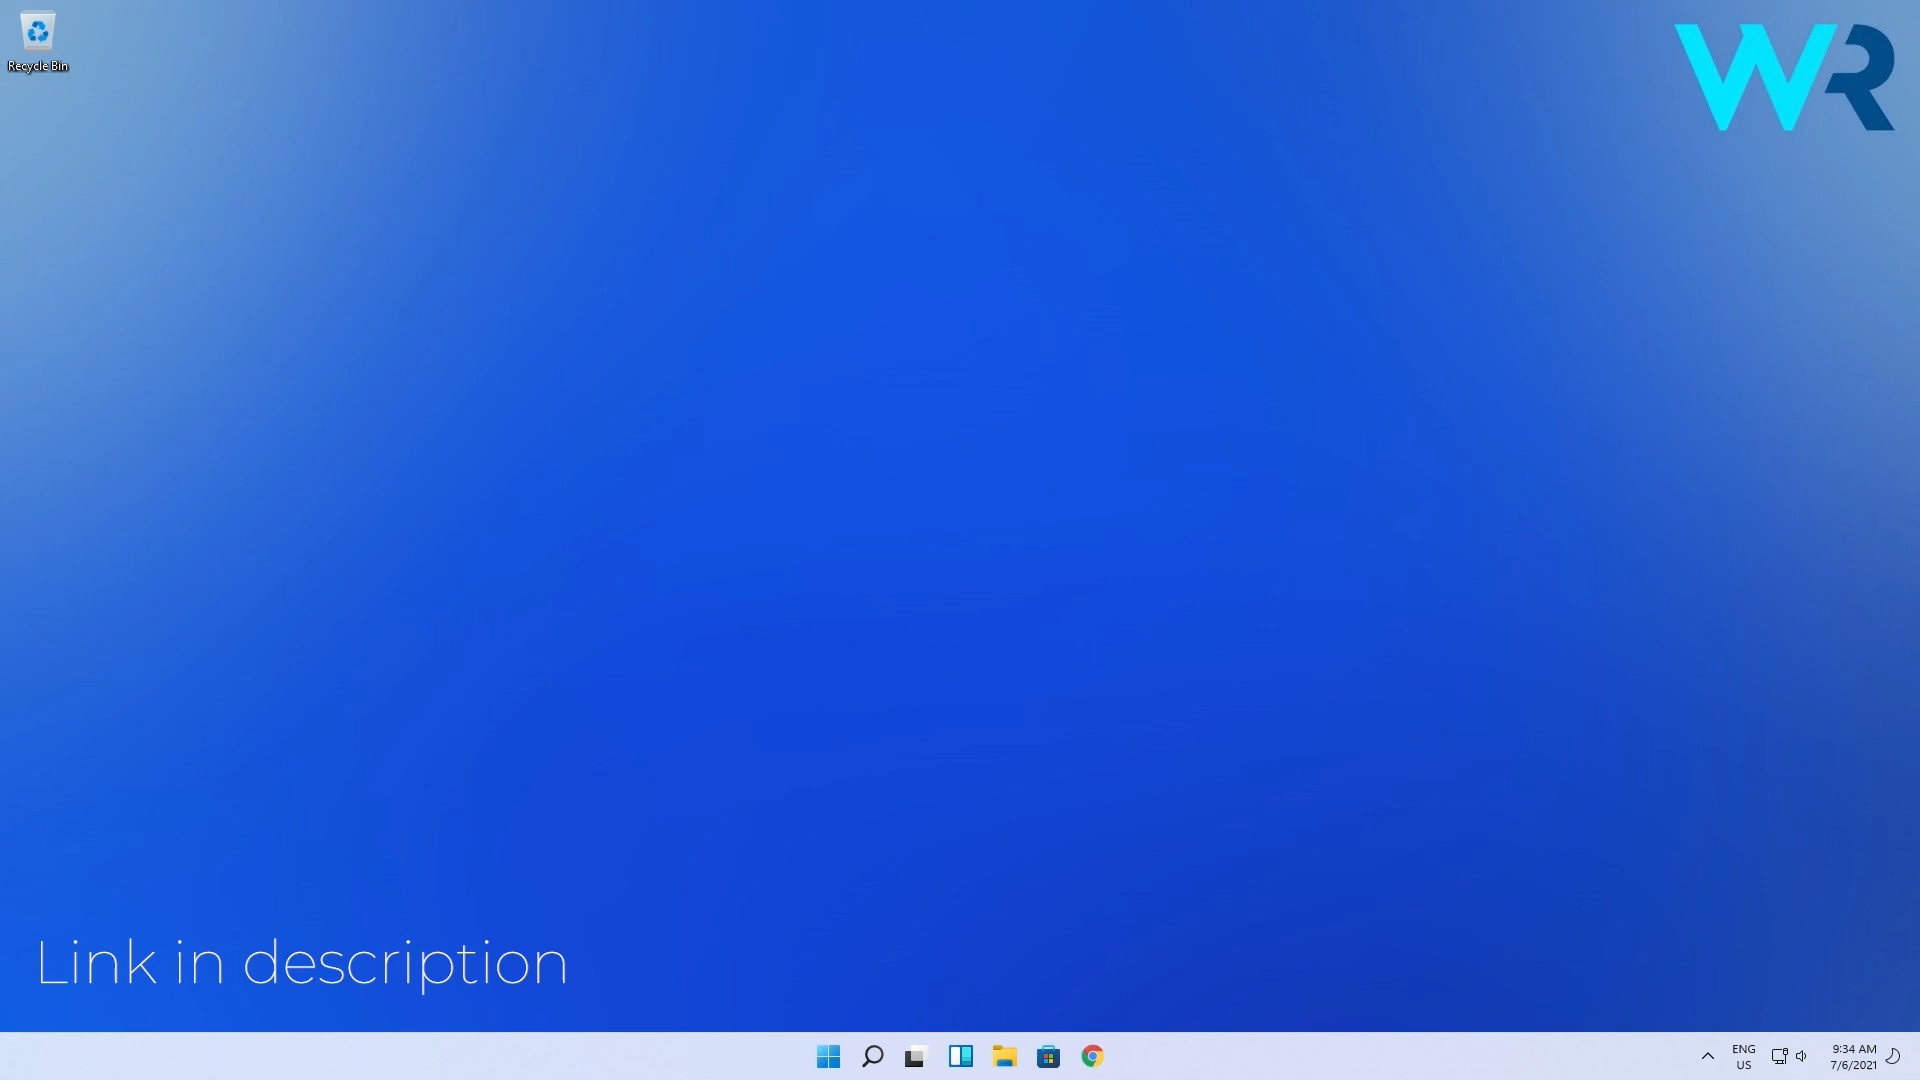 Recycle Bin
WR
Link in description
ENG
US
9:34 AM
7/6/2021